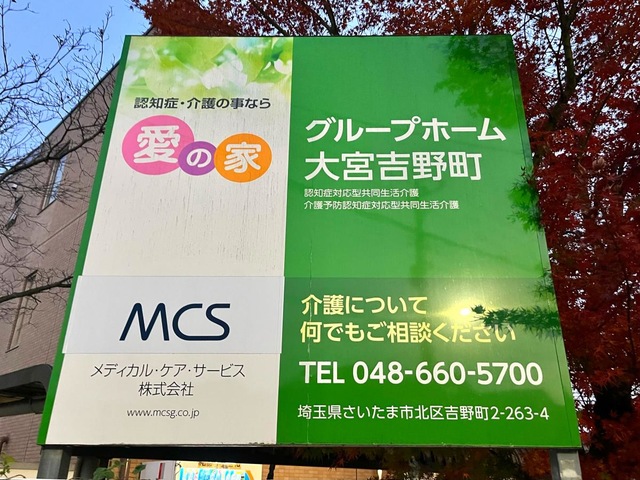 認知症・介護の事なら
愛の家
グループホーム
大宮吉野町
認知症対応型共同生活介護
介護予防認知症対応型共同生活介護
MCS
メディカル・ケア・サービス
株式会社
www.mcsg.co.jp
介護について
何でもご相談ください
TEL 048-660-5700
埼玉県さいたま市北区吉野町2-263-4